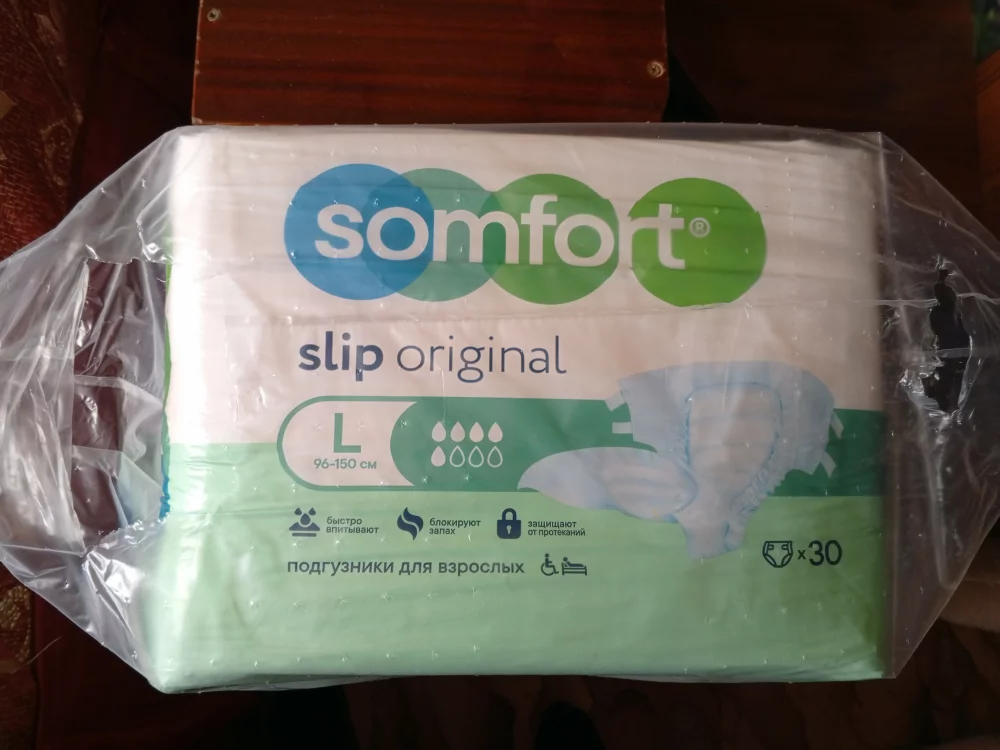 somfort®
slip original
L
96-150 см
быстро
впитывают
блокируют
запах
защищают
от протеканий
подгузники для взрослых
x30